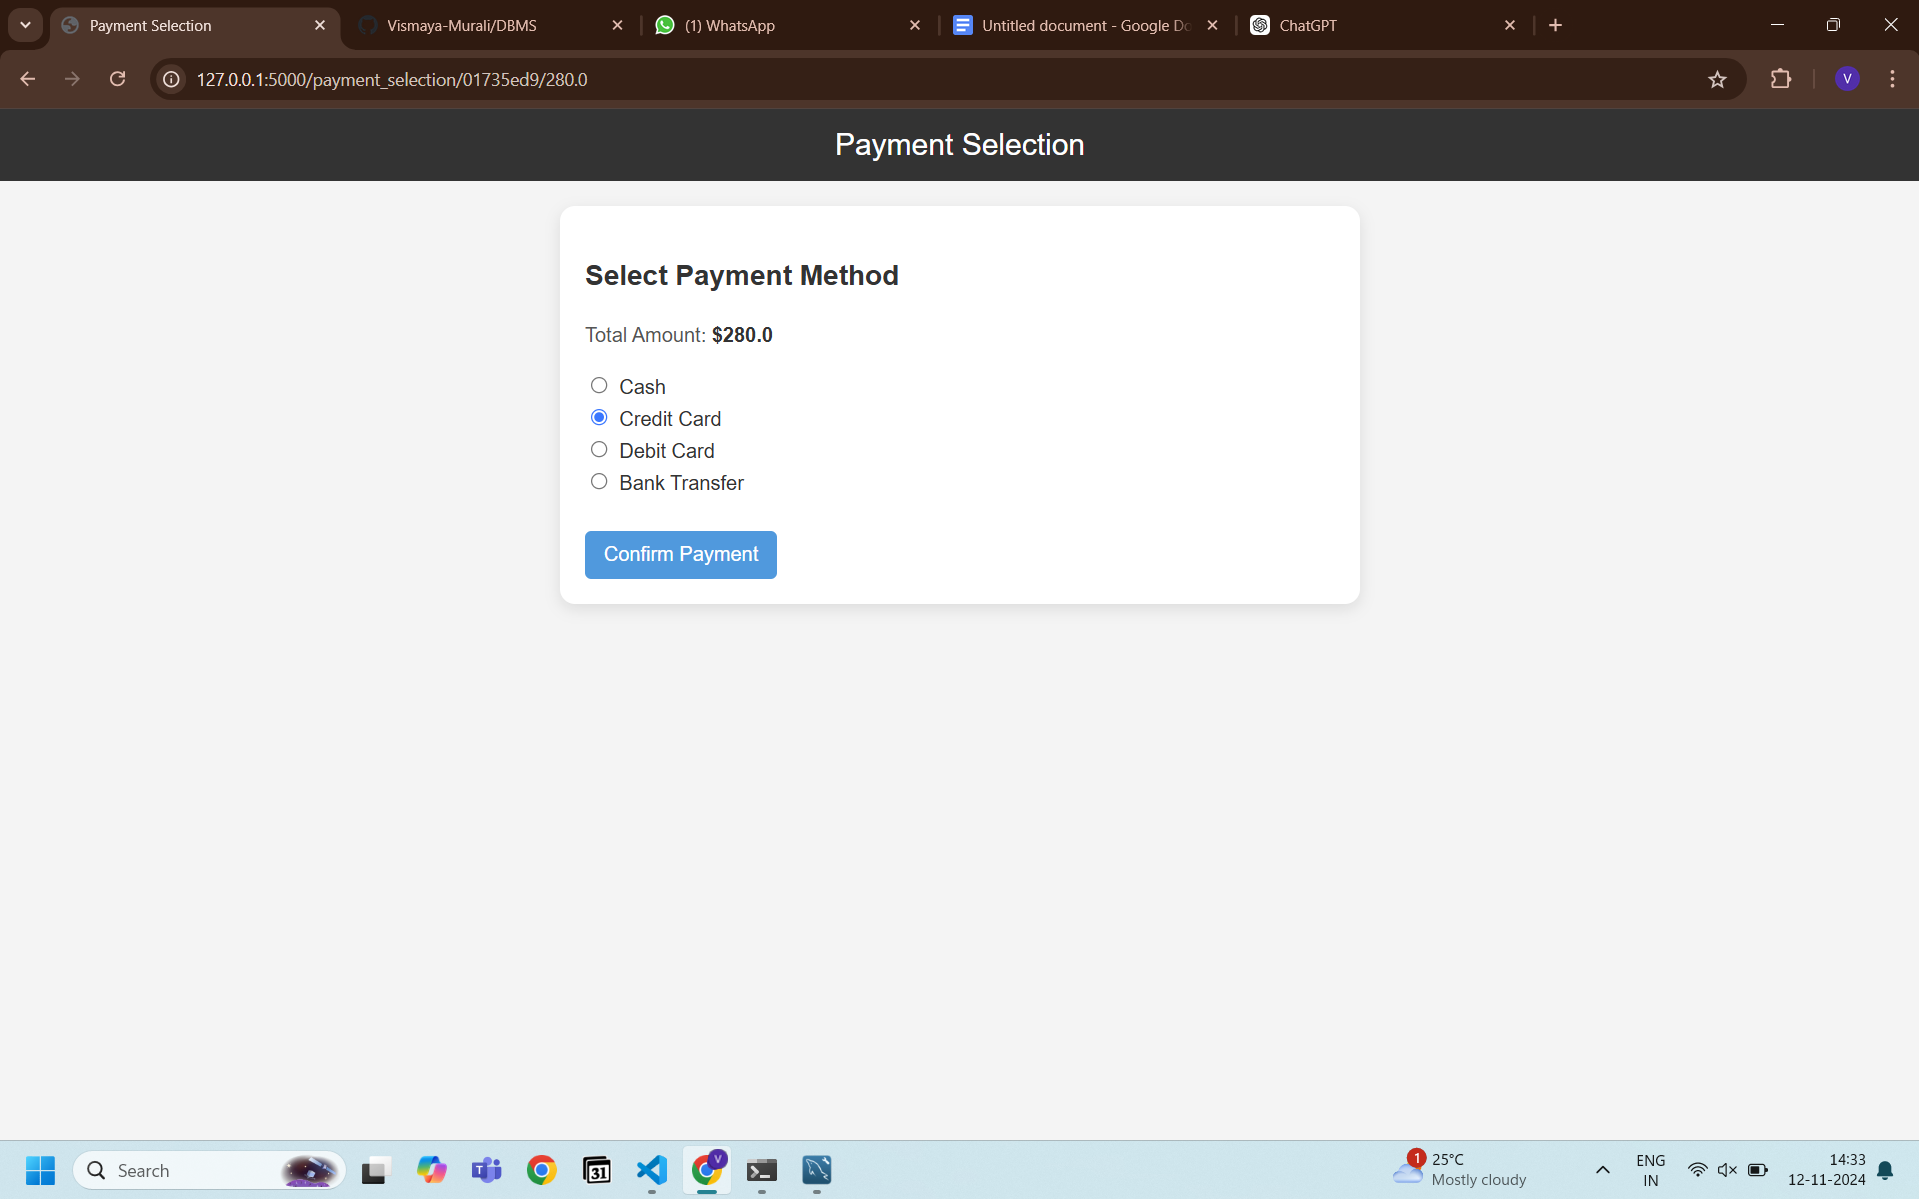 Payment Selection
Vismaya-Murali/DBMS
(1) WhatsApp
Untitled document - Google Do
ChatGPT
127.0.0.1:5000/payment_selection/01735ed9/280.0
V
Payment Selection
Select Payment Method
Total Amount: $280.0
Cash
Credit Card
Debit Card
Bank Transfer
Confirm Payment
Search
T
31
V
1
25°C
Mostly cloudy
ENG
IN
14:33
12-11-2024